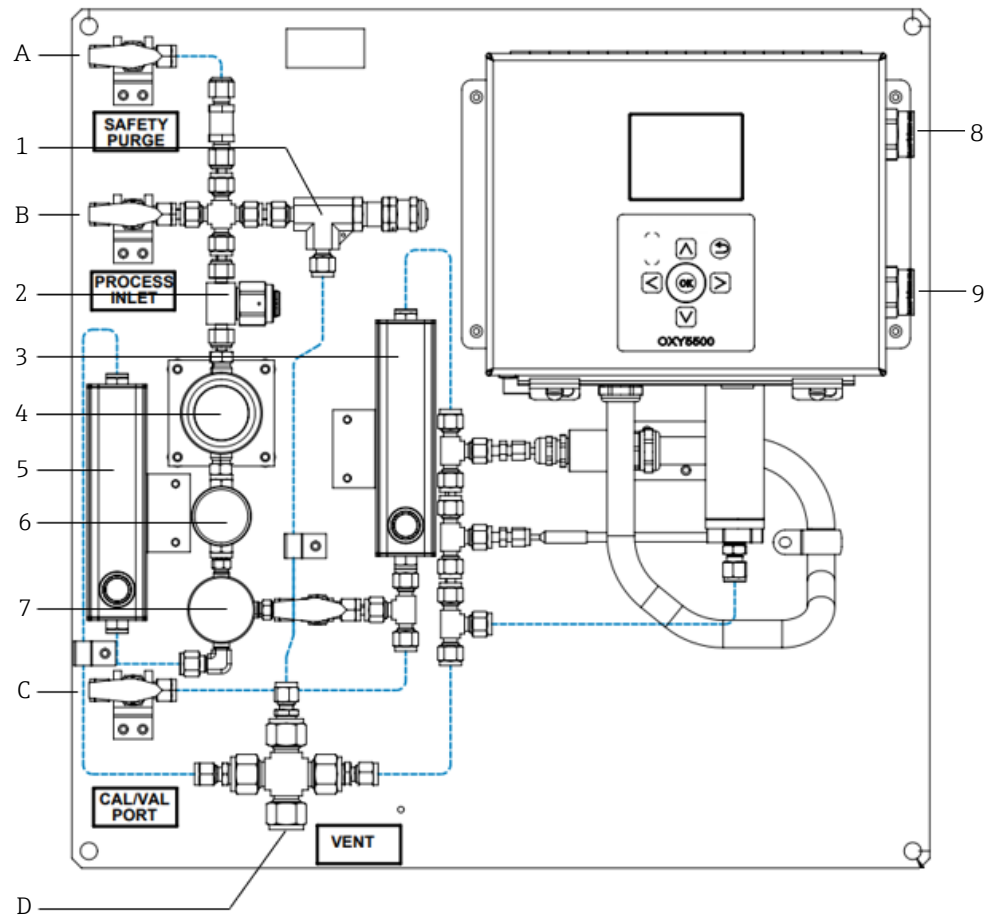 A
SAFETY
PURGE
1
8
B
PROCESS
INLET
2
9
OK
OXY5500
3
4
5
6
7
C
CAL/VAL
PORT
VENT
D